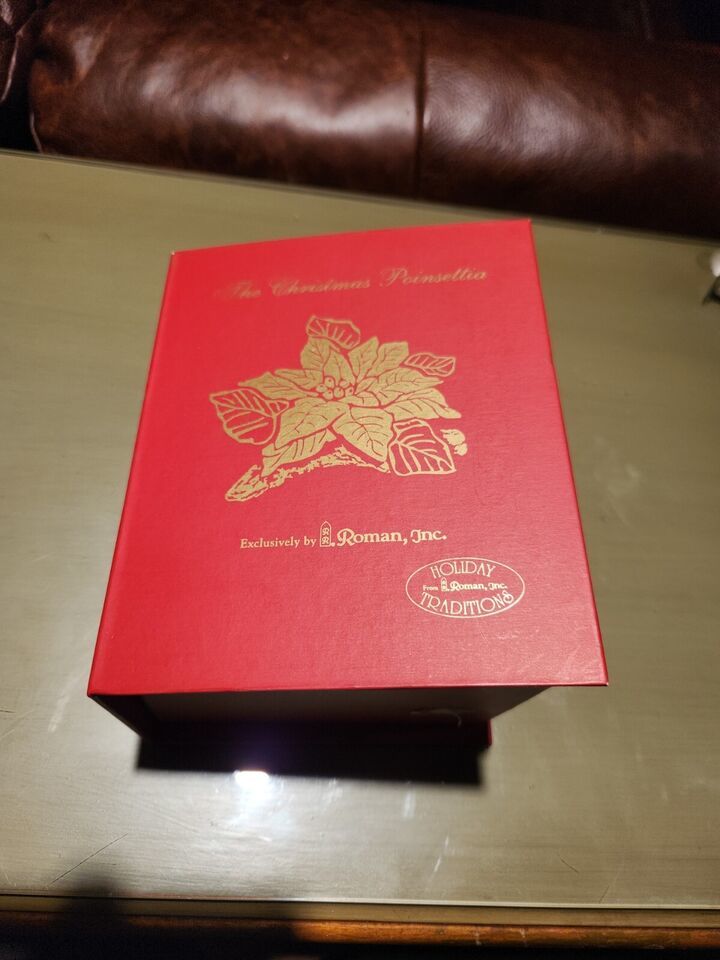 The Christmas Poinsettia
Exclusively by Roman, Inc.
HOLIDAY
From Roman, Inc.
TRADITIONS